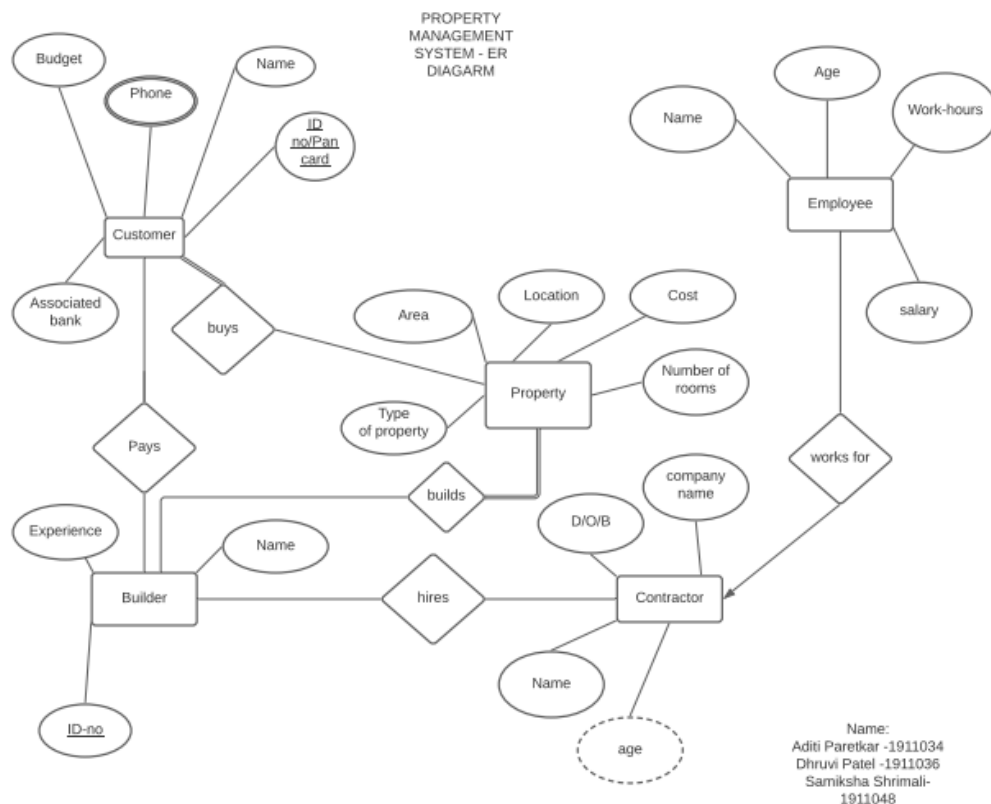 PROPERTY
MANAGEMENT
SYSTEM - ER
DIAGARM
Budget
Phone
Name
ID
no/Pan
card
Customer
Associated
bank
buys
Pays
Name
Age
Work-hours
Employee
salary
Area
Location
Cost
Property
Number of
rooms
Type
of property
builds
works for
company
name
D/O/B
Experience
Name
Builder
hires
Contractor
ID-no
Name
age
Name:
Aditi Paretkar -1911034
Dhruvi Patel -1911036
Samiksha Shrimali-
1911048